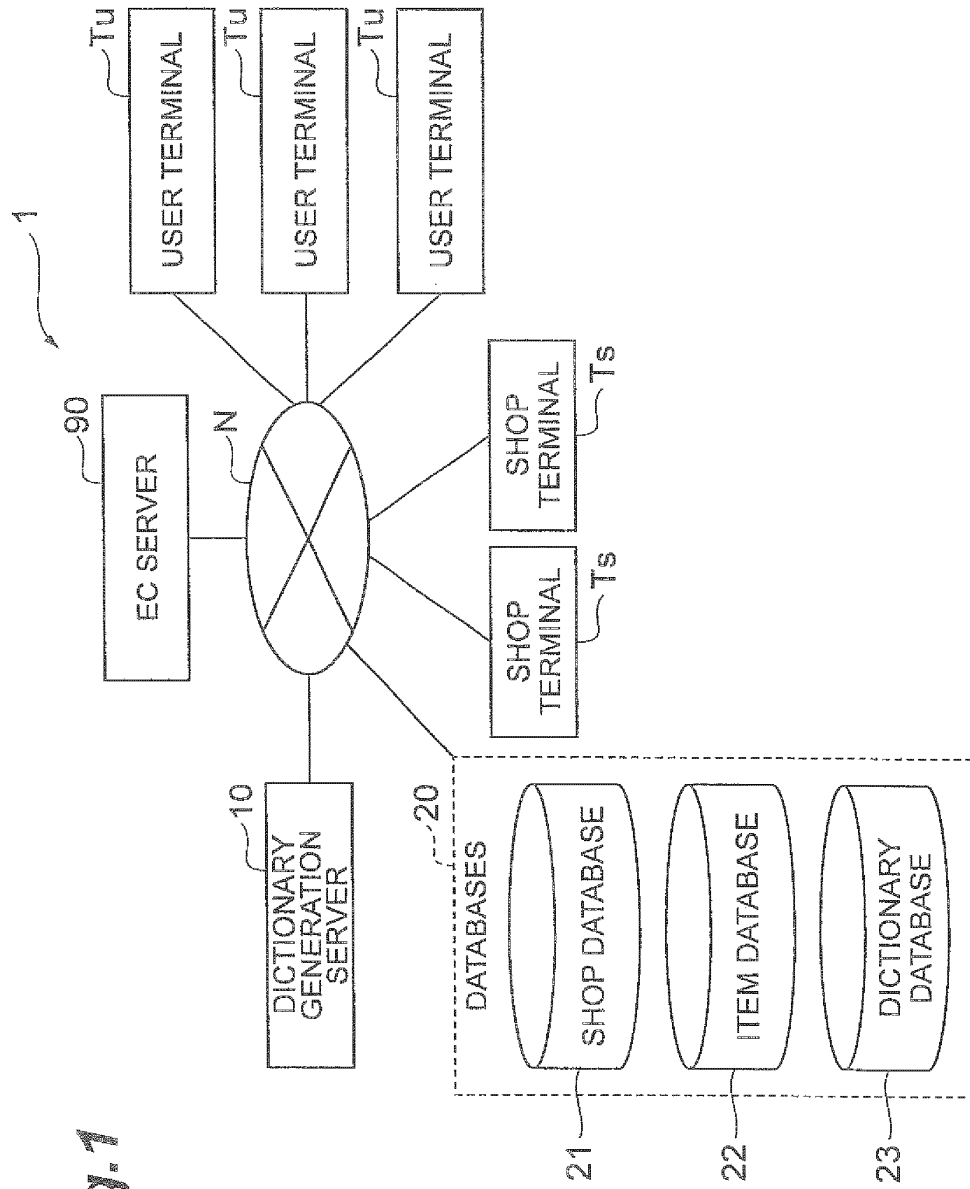 1
EC SERVER
90
N
USER TERMINAL
Tu
USER TERMINAL
Tu
USER TERMINAL
Tu
DICTIONARY
GENERATION
SERVER
10
SHOP
TERMINAL
Ts
SHOP
TERMINAL
Ts
DATABASES
20
SHOP DATABASE
21
ITEM DATABASE
22
DICTIONARY
DATABASE
23